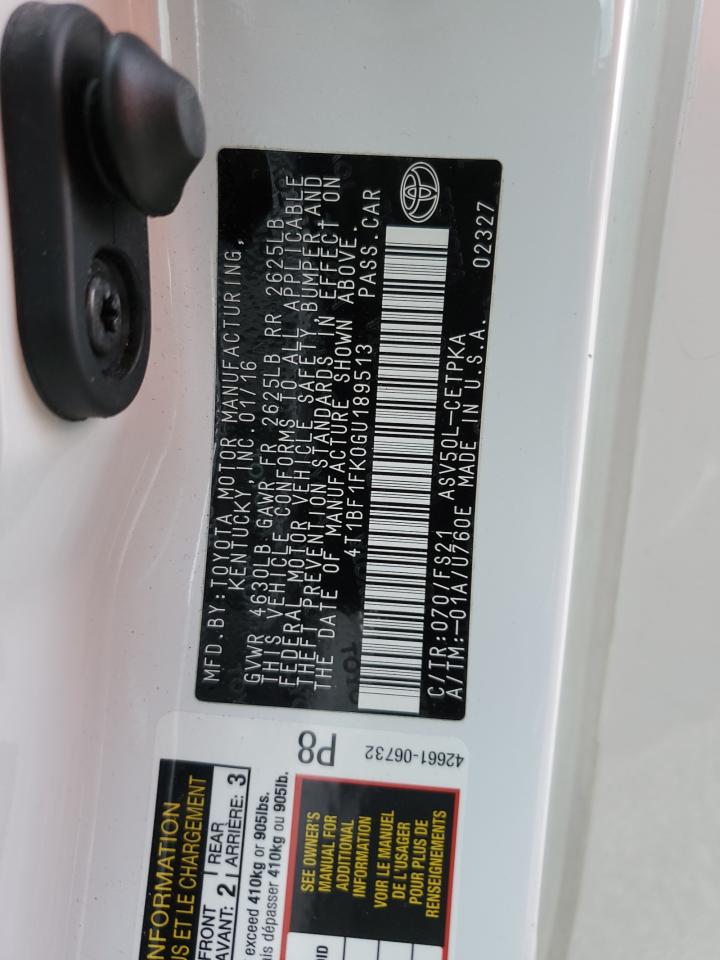 MFD.BY:TOYOTA MOTOR MANUFACTURING,
KENTUCKY,INC.01/16
GVWR 4630LB GAWR FR 2625LB RR 2625LB
THIS VEHICLE CONFORMS TO ALL APPLICABLE
FEDERAL MOTOR VEHICLE SAFETY BUMPER,AND
THEFT PREVENTION STANDARDS IN EFFECT ON
THE DATE OF MANUFACTURE SHOWN ABOVE.
4T1BF1FK0GU189513 PASS.CAR
C/TR:070/FS21 ASV50L-CETPKA
A/TM:-01A/U760E MADE IN U.S.A.
02327
P8
42661-06732
NFORMATION
US ET LE CHARGEMENT
FRONT
AVANT: 2
REAR
ARRIÈRE: 3
exceed 410kg or 905lbs.
ais dépasser 410kg ou 905lb.
SEE OWNER'S
MANUAL FOR
ADDITIONAL
INFORMATION
VOIR LE MANUEL
DE L'USAGER
POUR PLUS DE
RENSEIGNEMENTS